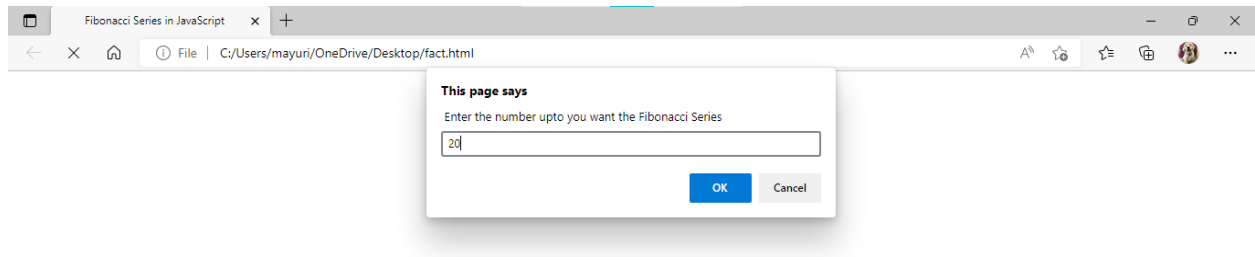 Fibonacci Series in JavaScript
File | C:/Users/mayuri/OneDrive/Desktop/fact.html
This page says
Enter the number upto you want the Fibonacci Series
20
OK Cancel